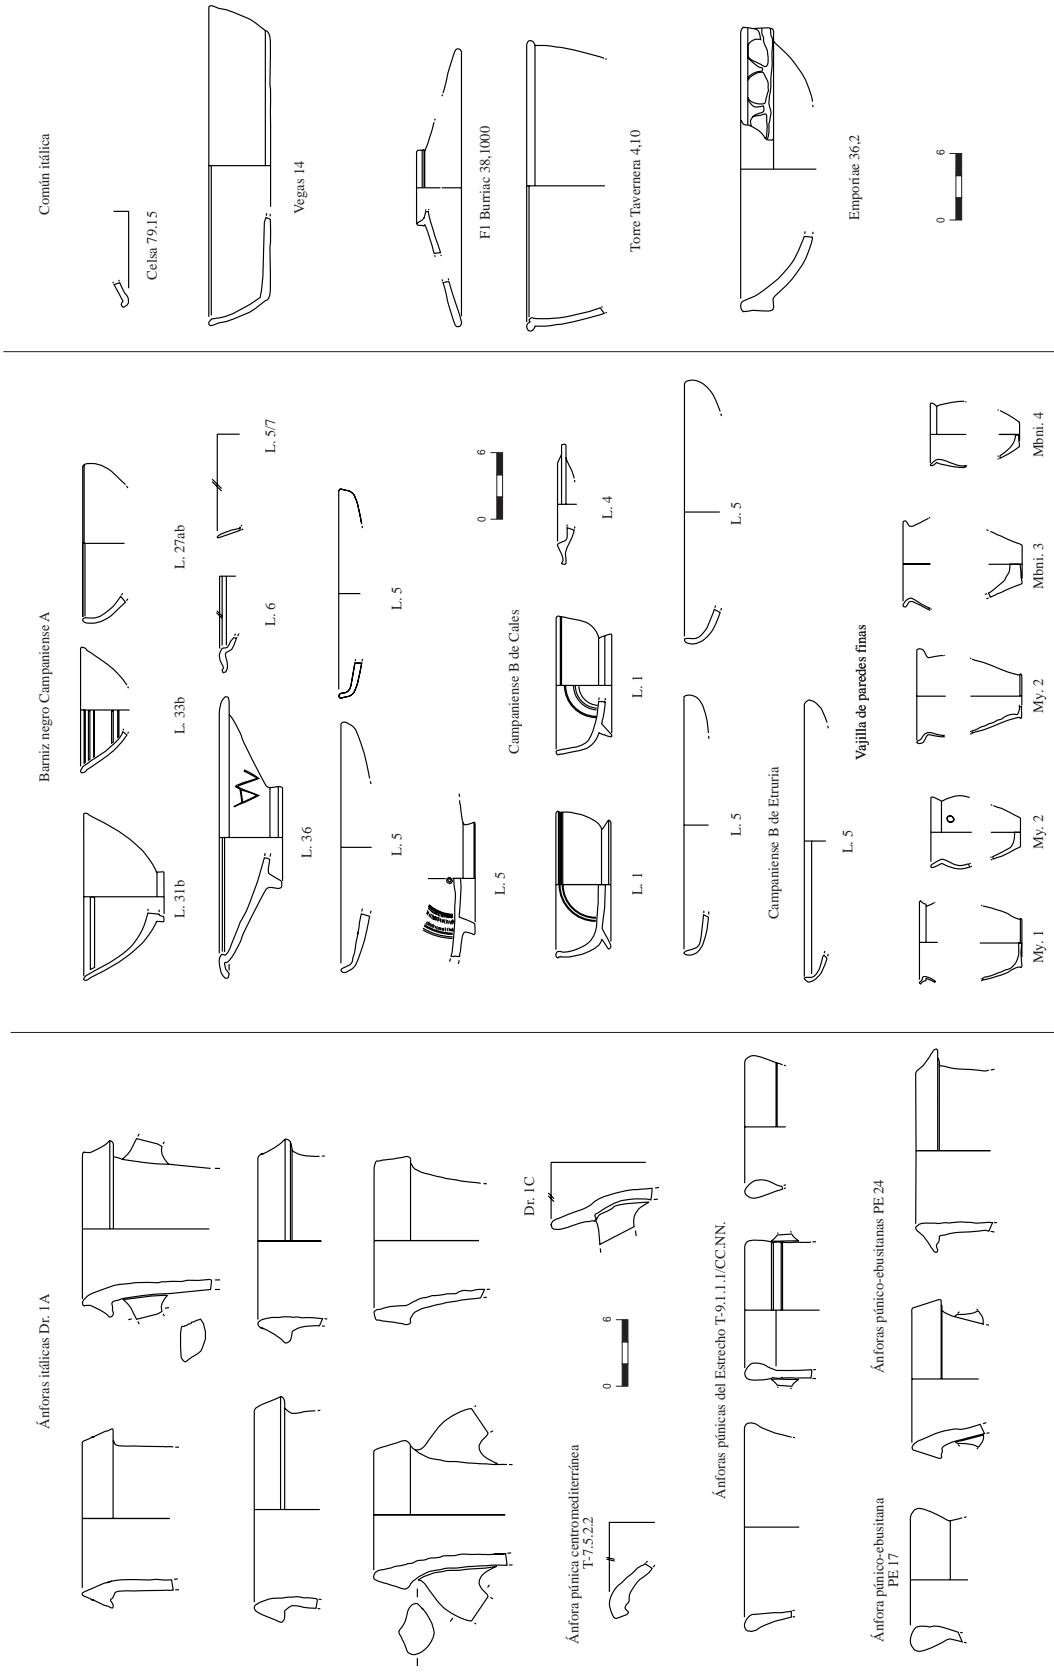 Ánforas itálicas Dr. 1A
Dr. 1C
0 6
Ánfora púnica centromediterránea
T-7.5.2.2
Ánforas púnicas del Estrecho T-9.1.1.1/CC.NN.
Ánfora púnico-ebusitana
PE 17
Ánforas púnico-ebusitanas PE 24
Barniz negro Campaniense A
L. 31b
L. 33b
L. 27ab
L. 36
L. 6
L. 5/7
L. 5
L. 5
L. 5
0 6
Campaniense B de Cales
L. 1
L. 1
L. 4
L. 5
L. 5
Campaniense B de Etruria
L. 5
Vajilla de paredes finas
My. 1
My. 2
My. 2
Mbni. 3
Mbni. 4
Común itálica
Celsa 79.15
Vegas 14
F1 Burriac 38,1000
Torre Tavernera 4,10
Emporiae 36,2
0 6